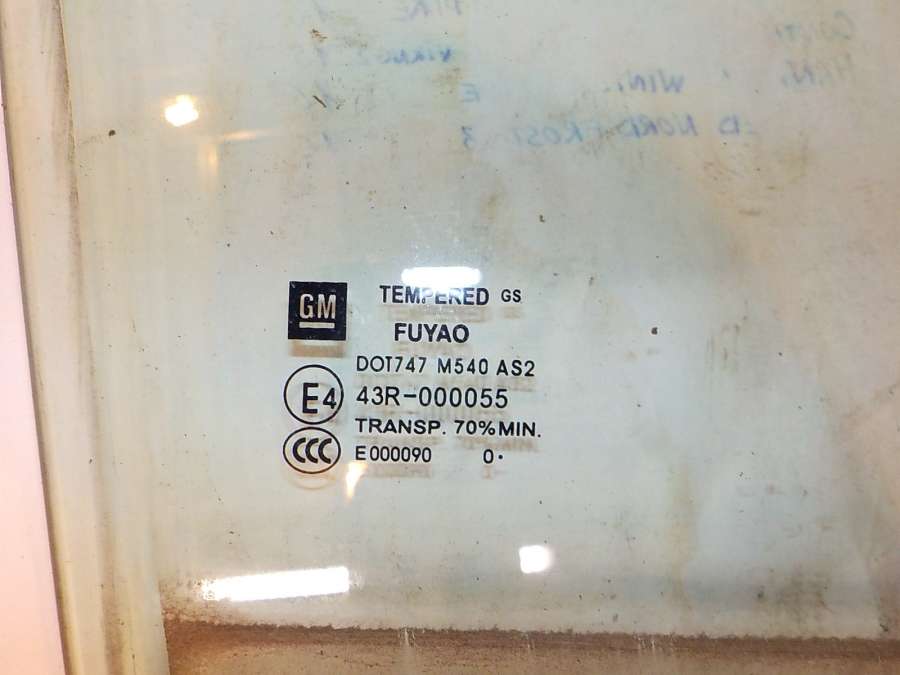 GM
TEMPERED GS
FUYAO
DOT747 M540 AS2
E4
43R-000055
TRANSP. 70% MIN.
CCC
E000090 0·